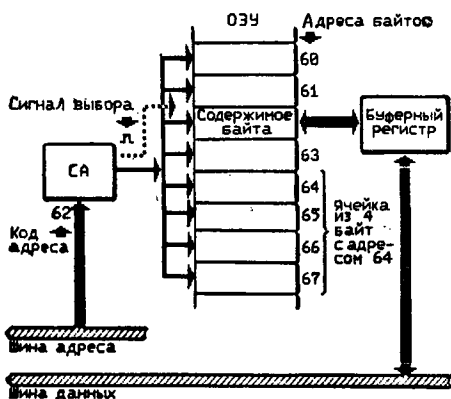 ОЗУ
Адреса байтов
60
61
Сигнал выбора
Содержимое
байта
Буферный
регистр
63
СА
64
65
66
67
Ячейка
из 4
байт
с адре-
сом 64
62
Код
адреса
Шина адреса
Шина данных